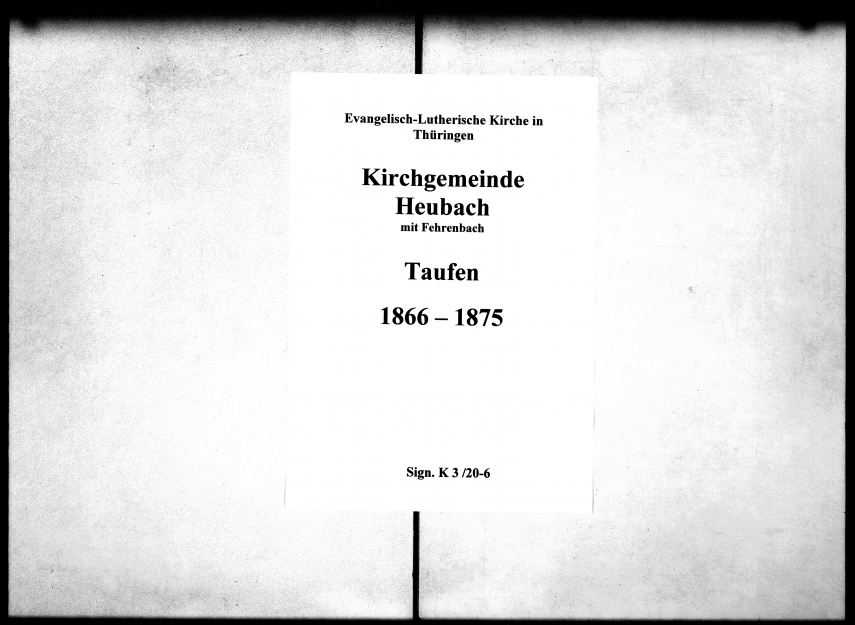 Evangelisch-Lutherische Kirche in
Thüringen
Kirchgemeinde
Heubach
mit Fehrenbach
Taufen
1866 – 1875
Sign. K 3 /20-6